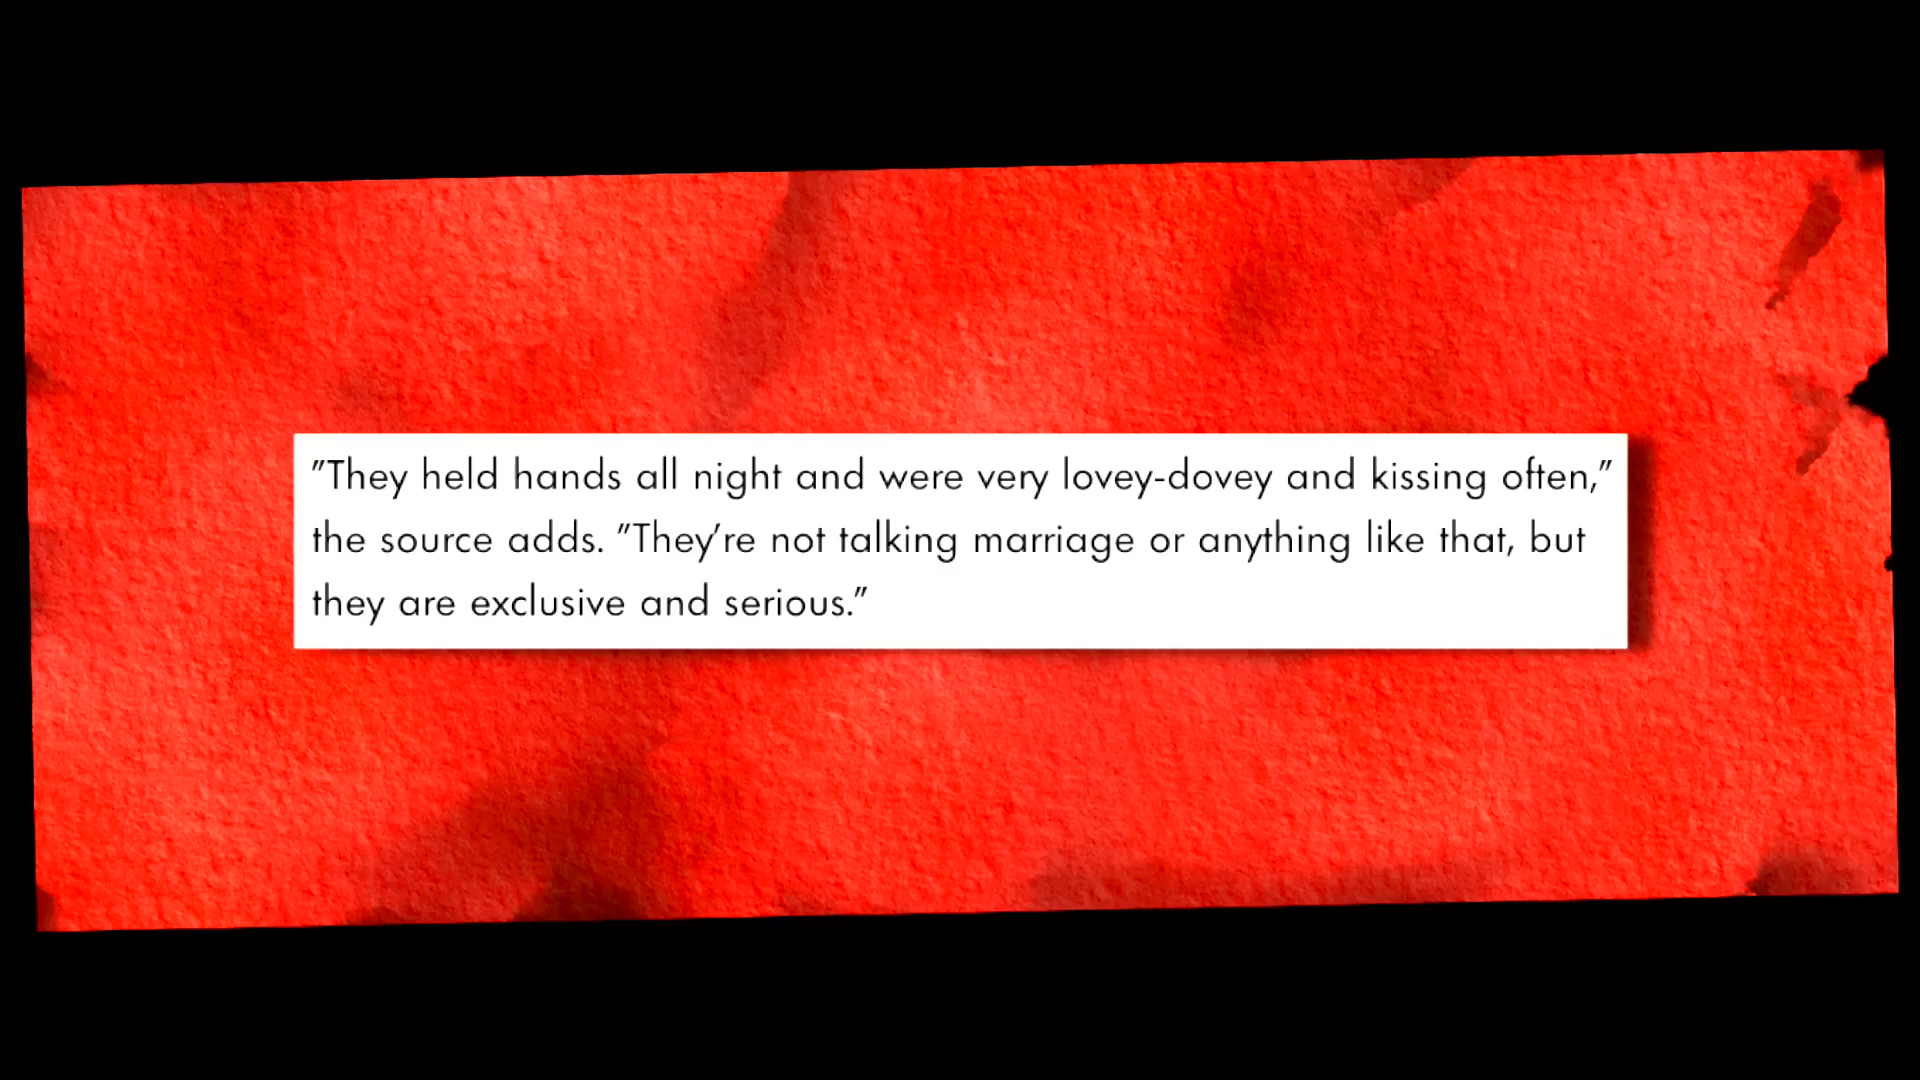 "They held hands all night and were very lovey-dovey and kissing often,"
the source adds. "They're not talking marriage or anything like that, but
they are exclusive and serious."